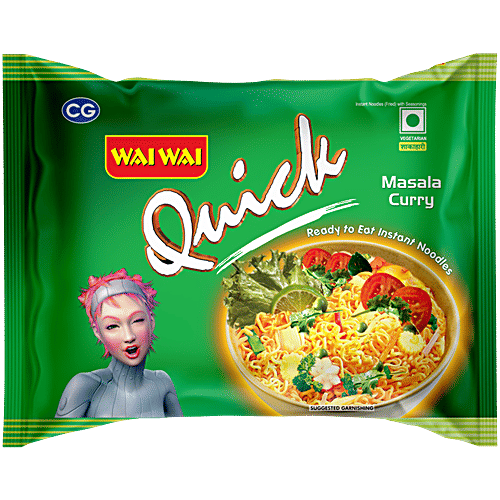 CG
Instant Noodles (Fried) with Seasonings
WAI WAI
Quick
VEGETARIAN
शाकाहारी
Masala
Curry
Ready to Eat Instant Noodles
SUGGESTED GARNISHING